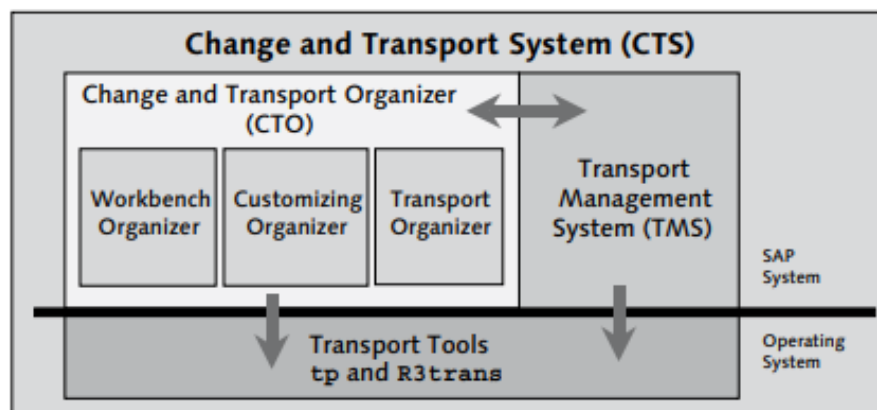 Change and Transport System (CTS)
Change and Transport Organizer
(CTO)
Workbench
Organizer
Customizing
Organizer
Transport
Organizer
Transport
Management
System (TMS)
SAP
System
Transport Tools
tp and R3trans
Operating
System